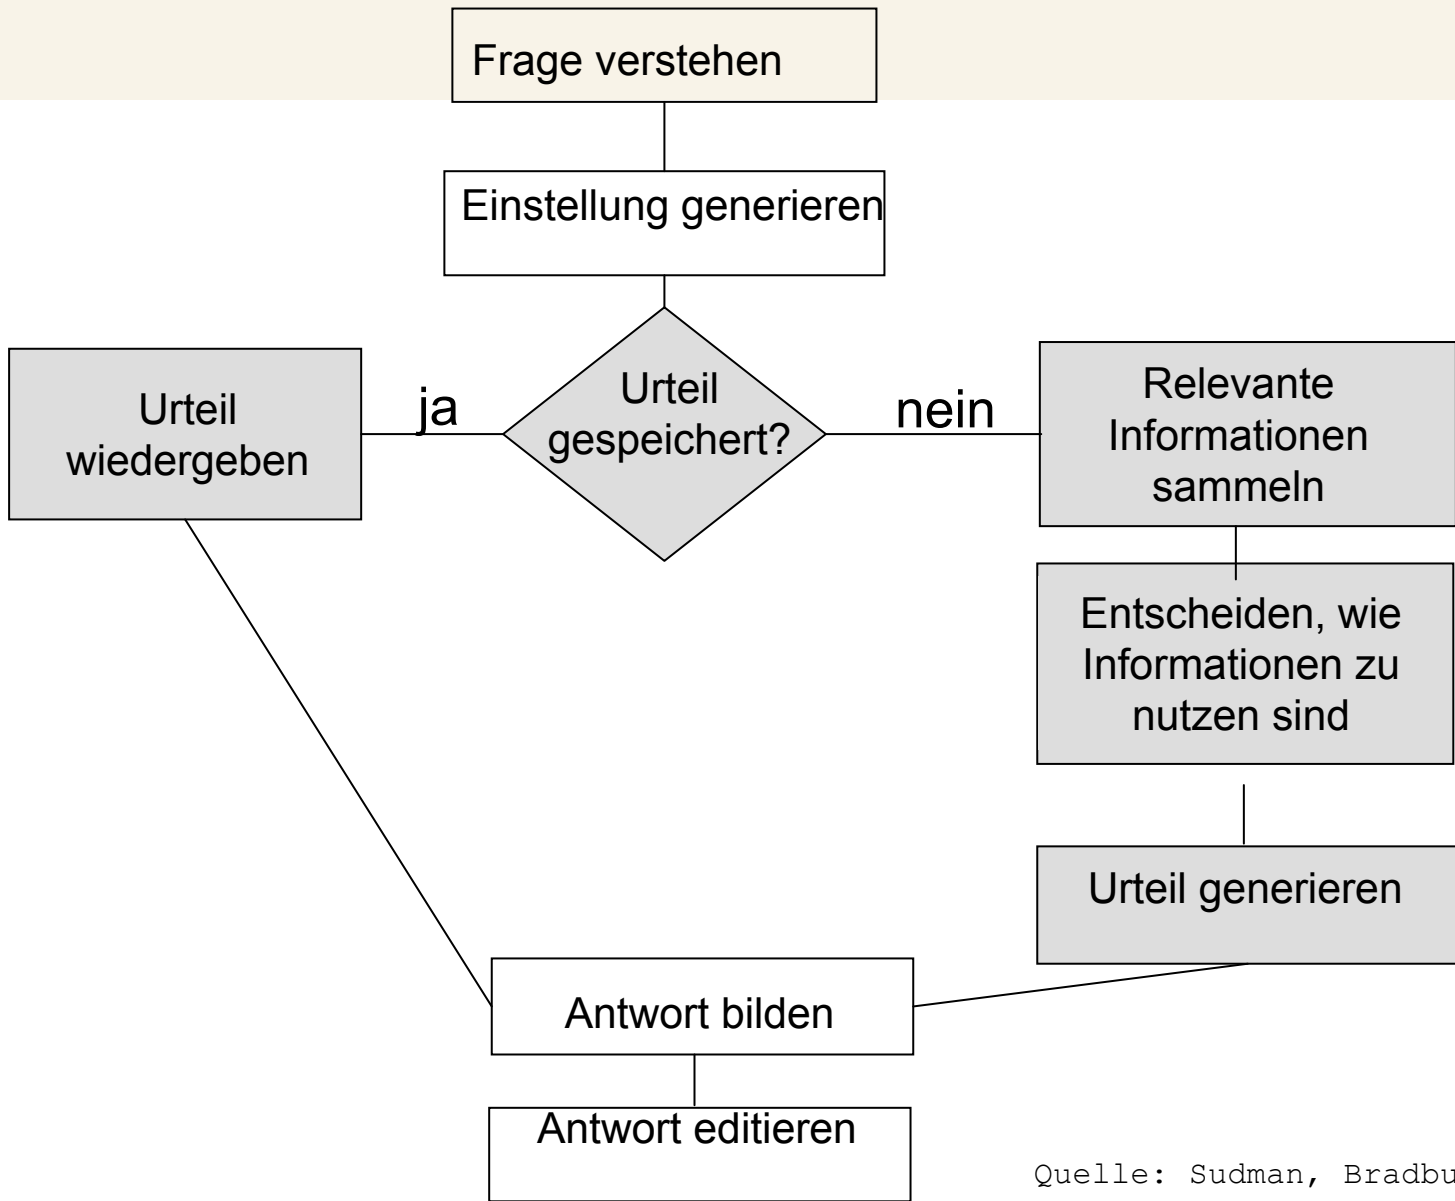 Frage verstehen
Einstellung generieren
Urteil
gespeichert?
ja
nein
Urteil
wiedergeben
Relevante
Informationen
sammeln
Entscheiden, wie
Informationen zu
nutzen sind
Urteil generieren
Antwort bilden
Antwort editieren
Quelle: Sudman,